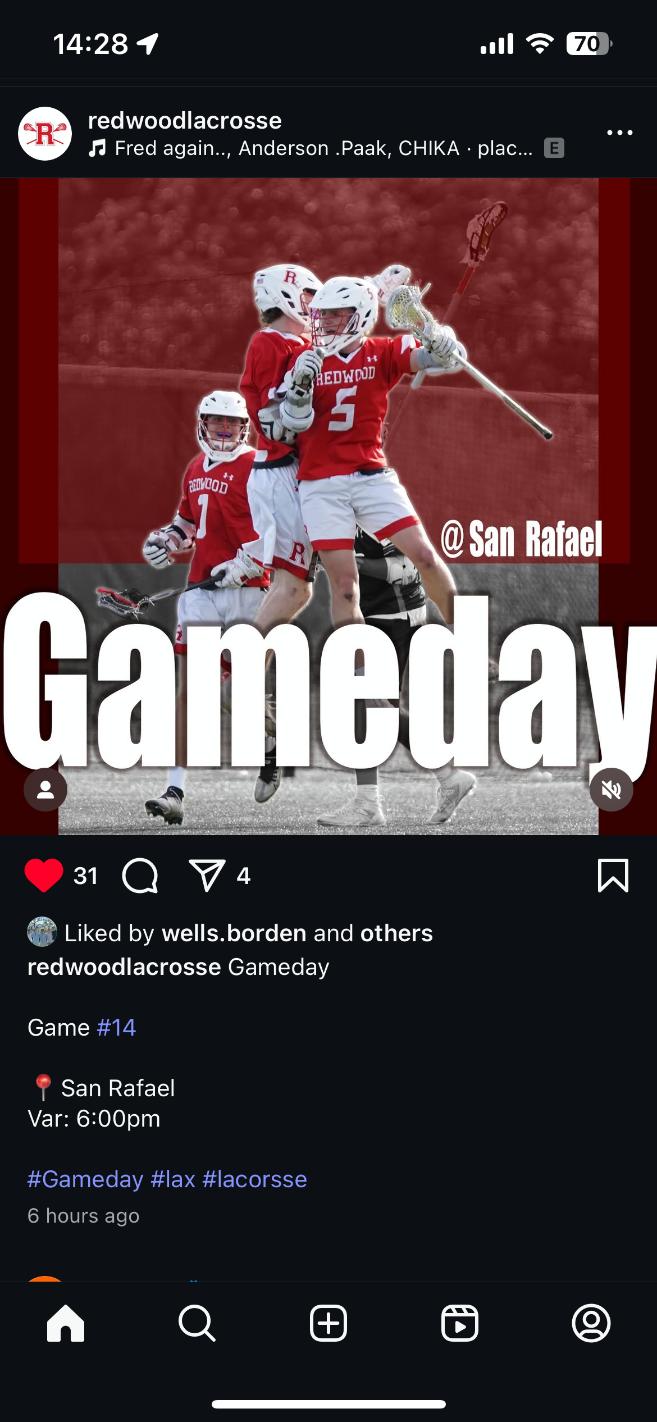 14:28
70
redwoodlacrosse
Fred again.., Anderson .Paak, CHIKA · plac... E
R
R
REDWOOD
5
REDWOOD
1
R
@ San Rafael
Gameday
31
4
Liked by wells.borden and others
redwoodlacrosse Gameday
Game #14
📍 San Rafael
Var: 6:00pm
#Gameday #lax #lacorsse
6 hours ago